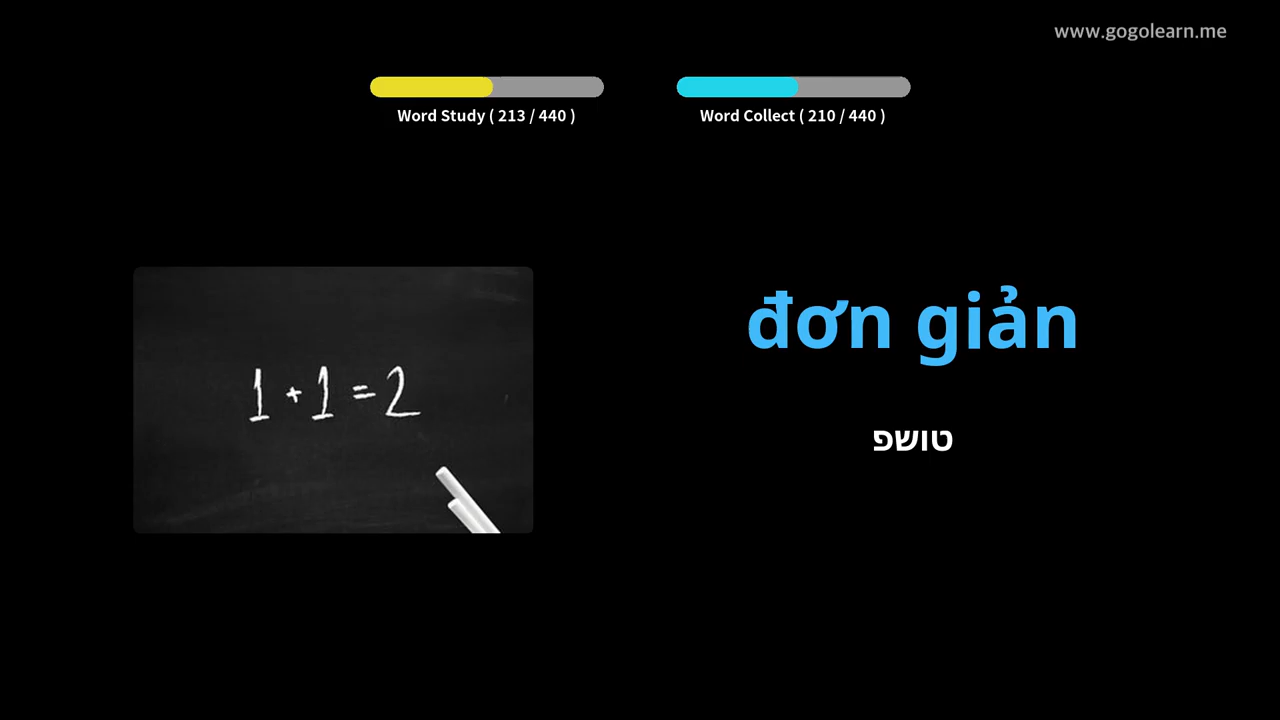 www.gogolearn.me
Word Study ( 213 / 440 )
Word Collect ( 210 / 440 )
1 + 1 = 2
đơn giản
טושפ